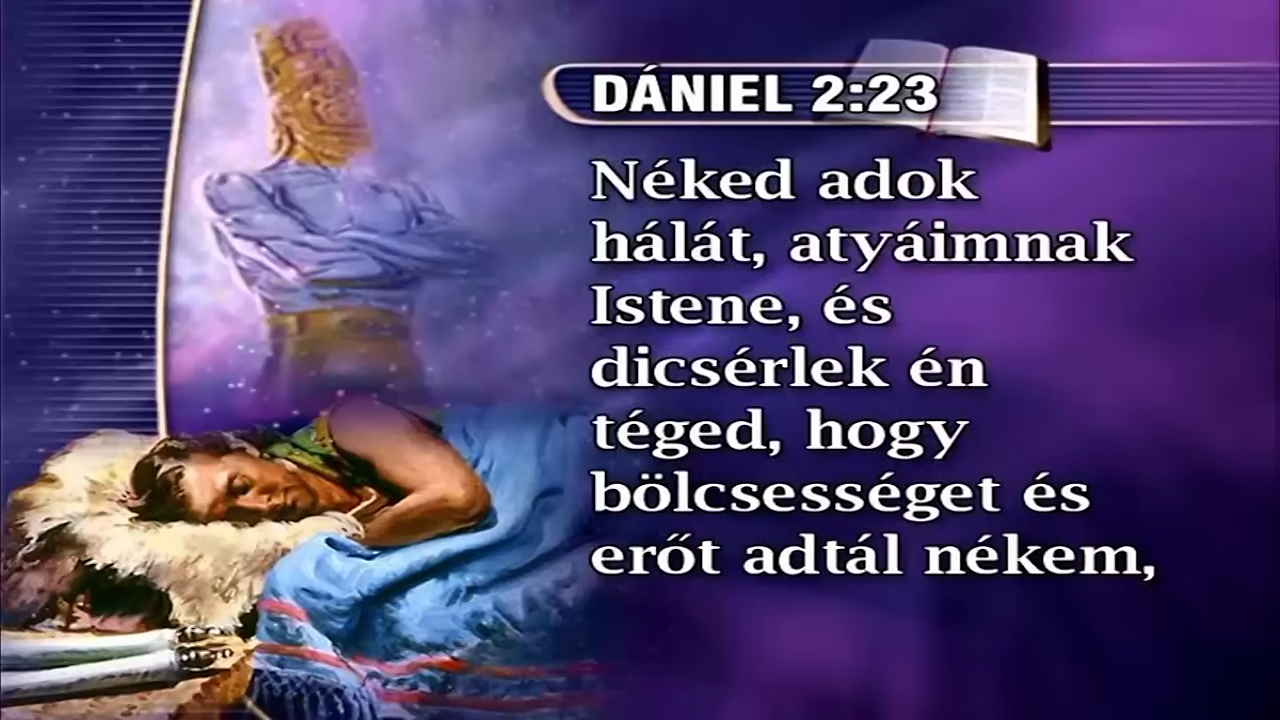 DÁNIEL 2:23
Néked adok
hálát, atyáimnak
Istene, és
dicsérlek én
téged, hogy
bölcsességet és
erőt adtál nékem,